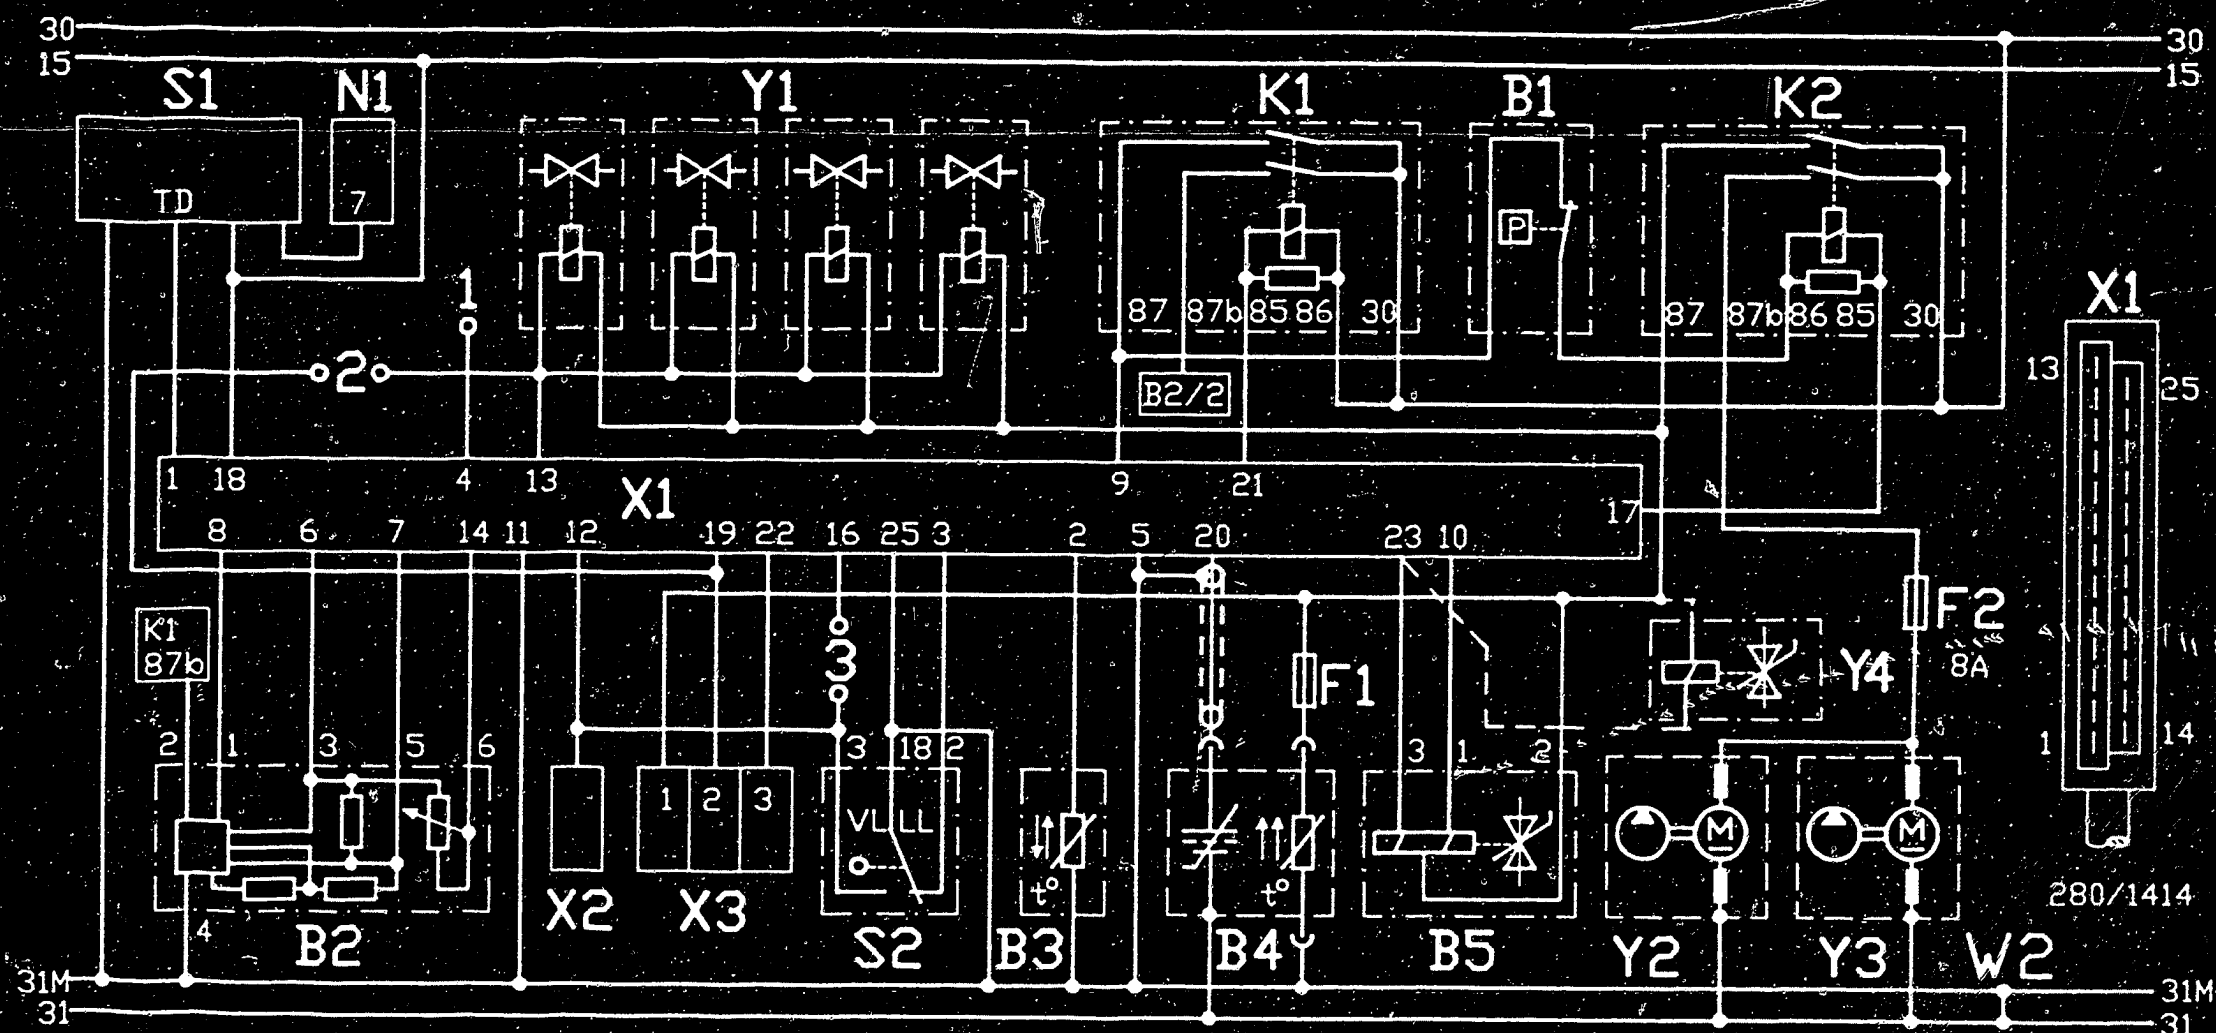 30 30
15 15
S1 N1 Y1 K1 B1 K2
TD 7
P
X1
1
87 87b 85 86 30 87 87b 86 85 30
2
B2/2
13 25
1 18 4 13 9 21
X1
17
8 6 7 14 11 12 19 22 16 25 3 2 5 20 23 10
K1
87b
3
F1
F2
8A
Y4
2 1 3 5 6 3 18 2 3 1 2
1 14
1 2 3
VL LL
M M
t° t°
280/1414
4
B2 X2 X3 S2 B3 B4 B5 Y2 Y3 W2
31M 31M
31 31